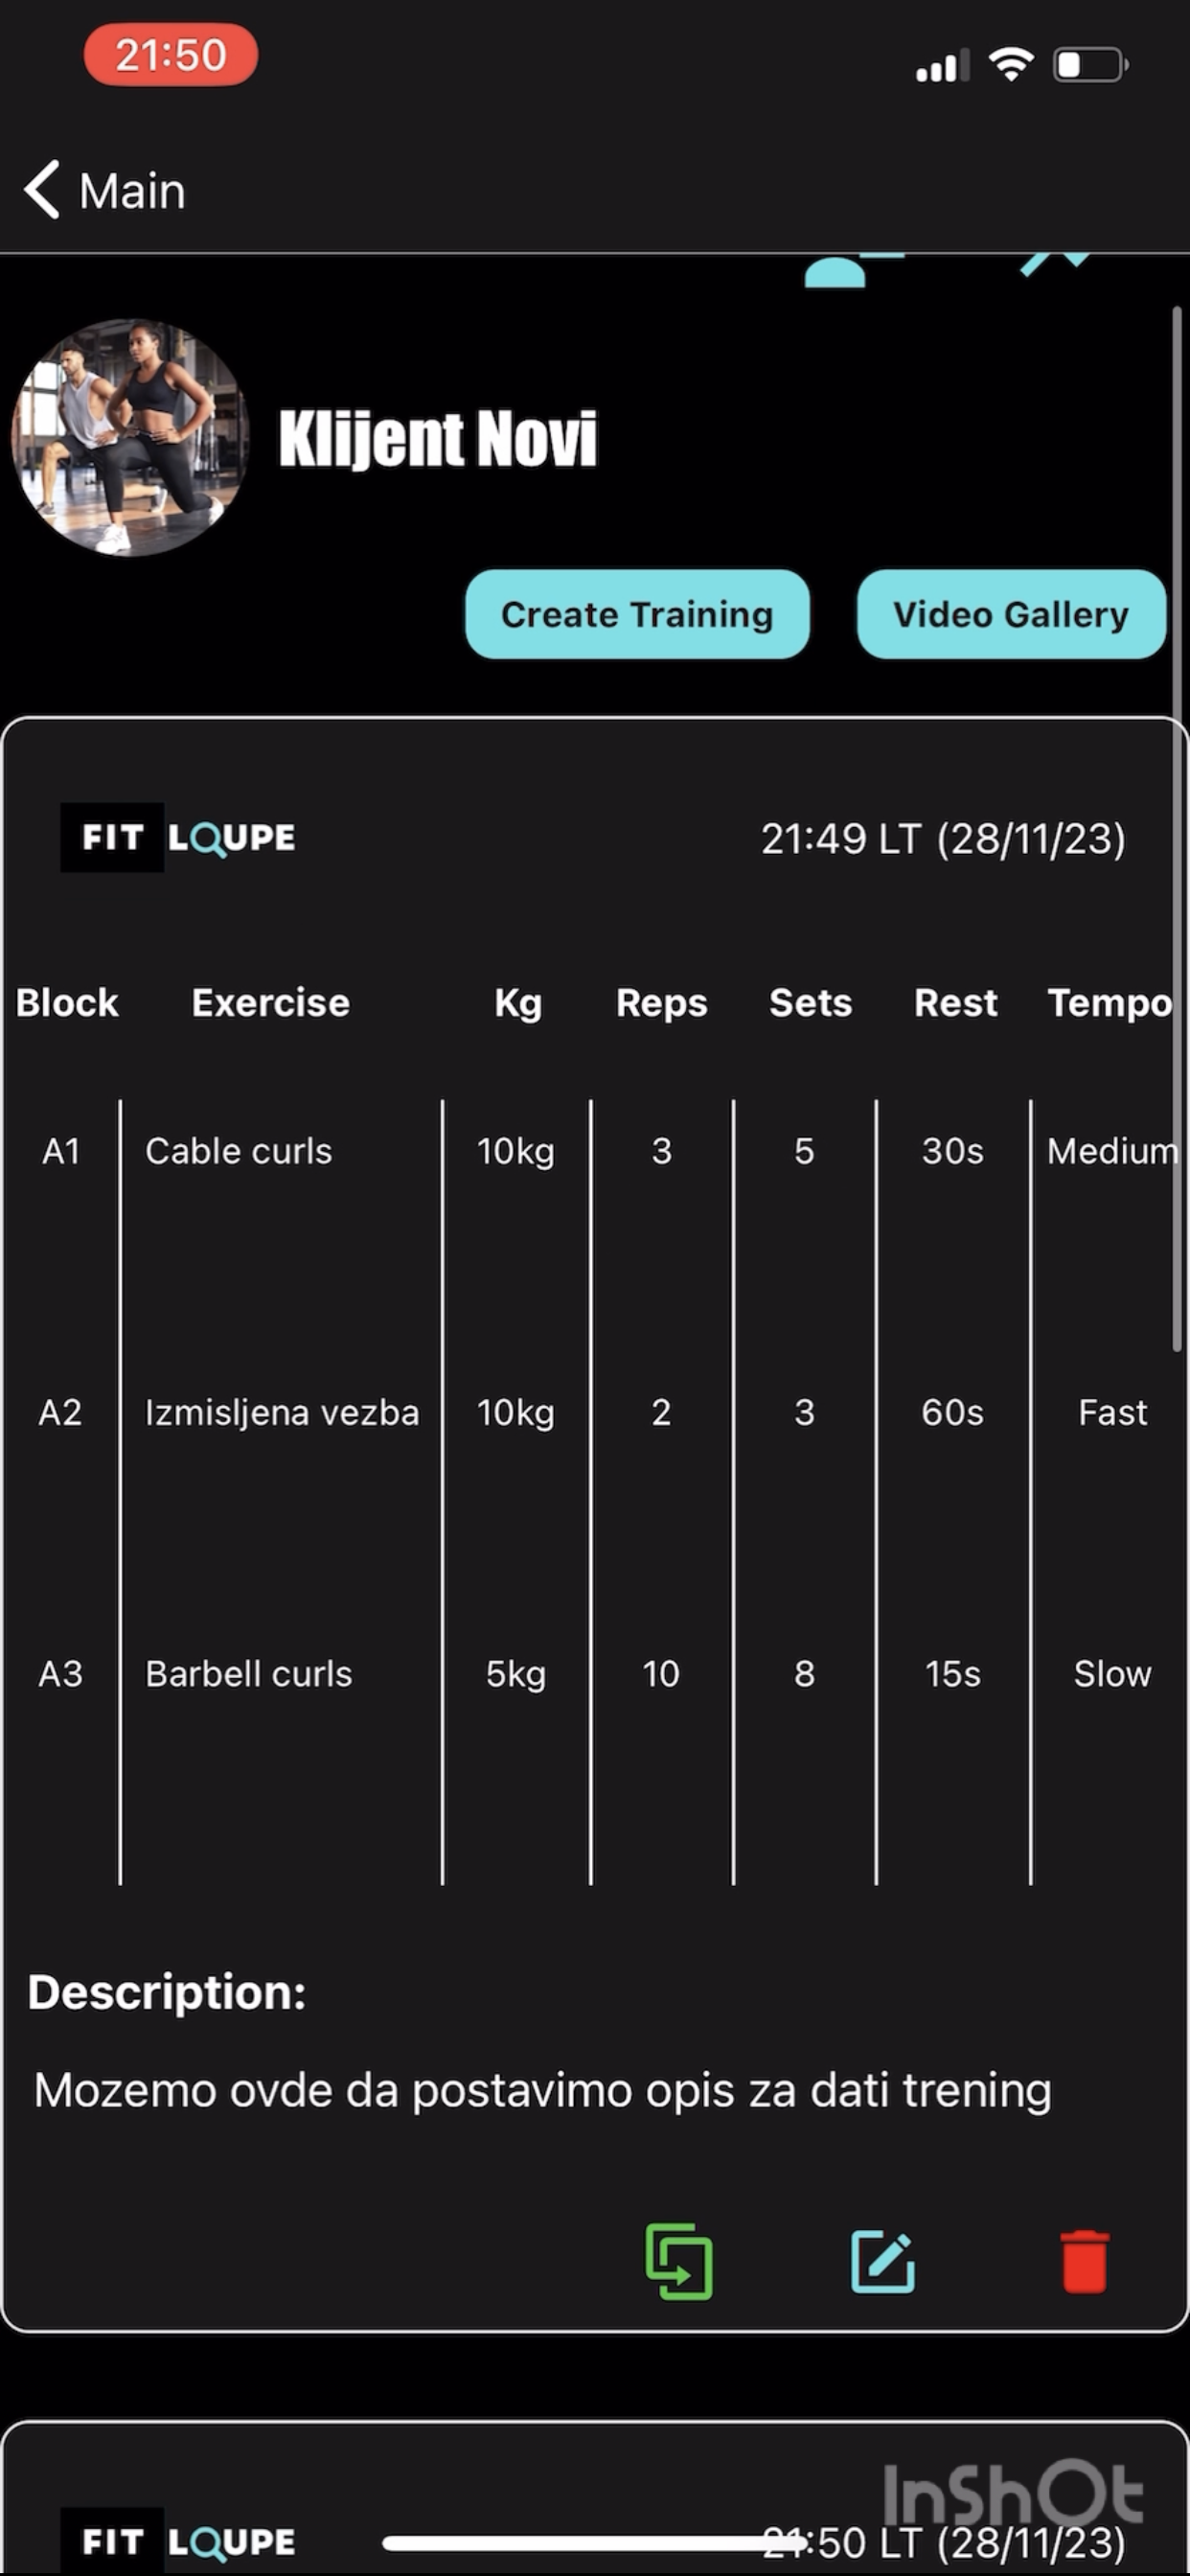 21:50
Main
Klijent Novi
Create Training Video Gallery
FIT LOUPE 21:49 LT (28/11/23)
Block Exercise Kg Reps Sets Rest Tempo
A1 Cable curls 10kg 3 5 30s Medium
A2 Izmisljena vezba 10kg 2 3 60s Fast
A3 Barbell curls 5kg 10 8 15s Slow
Description:
Mozemo ovde da postavimo opis za dati trening
InShOt
FIT LOUPE 21:50 LT (28/11/23)